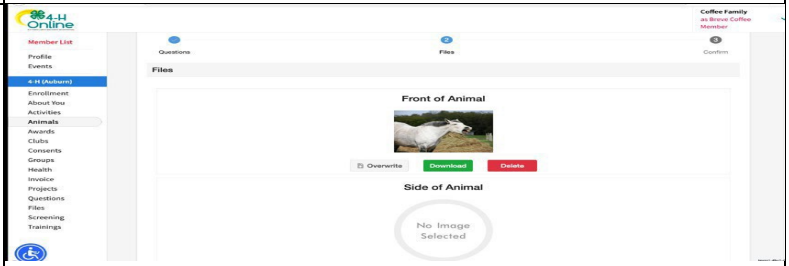 4-H
Online
Coffee Family
as Breve Coffee
Member
Member List
Profile
Events
4-H (Auburn)
Enrollment
About You
Activities
Animals
Awards
Clubs
Consents
Groups
Health
Invoice
Projects
Questions
Files
Screening
Trainings
Questions
2
Files
3
Confirm
Files
Front of Animal
Overwrite
Download
Delete
Side of Animal
No Image
Selected